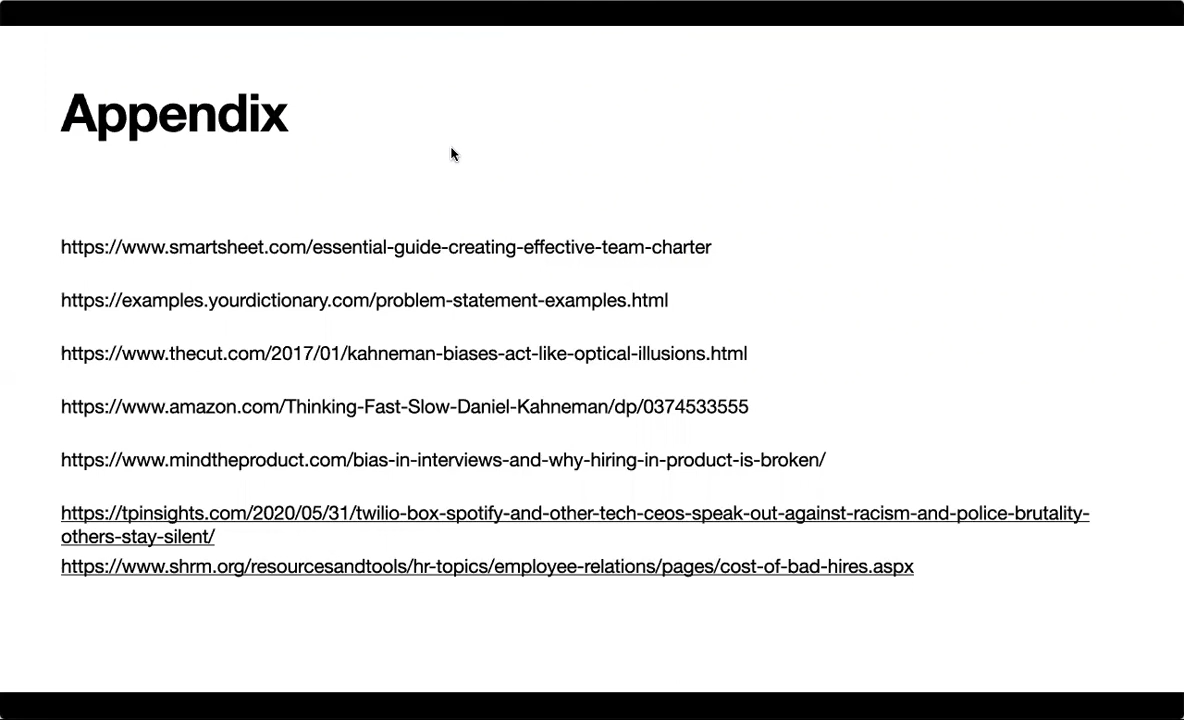 Appendix
https://www.smartsheet.com/essential-guide-creating-effective-team-charter
https://examples.yourdictionary.com/problem-statement-examples.html
https://www.thecut.com/2017/01/kahneman-biases-act-like-optical-illusions.html
https://www.amazon.com/Thinking-Fast-Slow-Daniel-Kahneman/dp/0374533555
https://www.mindtheproduct.com/bias-in-interviews-and-why-hiring-in-product-is-broken/
https://tpinsights.com/2020/05/31/twilio-box-spotify-and-other-tech-ceos-speak-out-against-racism-and-police-brutality-
others-stay-silent/
https://www.shrm.org/resourcesandtools/hr-topics/employee-relations/pages/cost-of-bad-hires.aspx